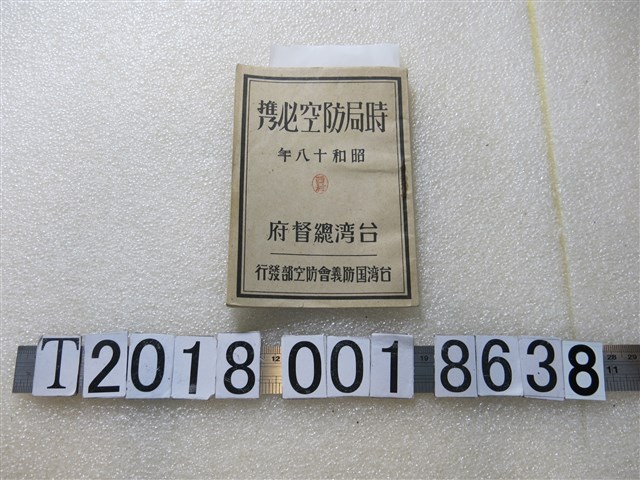 時局防空必携
昭和十八年
台湾總督府
台湾国防義會防空部發行
T2018 001 8638